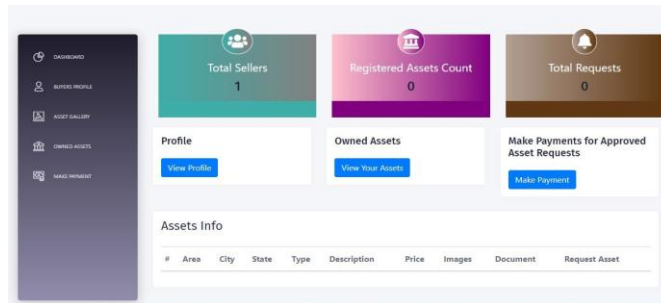 DASHBOARD
BUYERS PROFILE
ASSET GALLERY
OWNED ASSETS
MAKE PAYMENT
Total Sellers
1
Registered Assets Count
0
Total Requests
0
Profile
View Profile
Owned Assets
View Your Assets
Make Payments for Approved
Asset Requests
Make Payment
Assets Info
# Area City State Type Description Price Images Document Request Asset